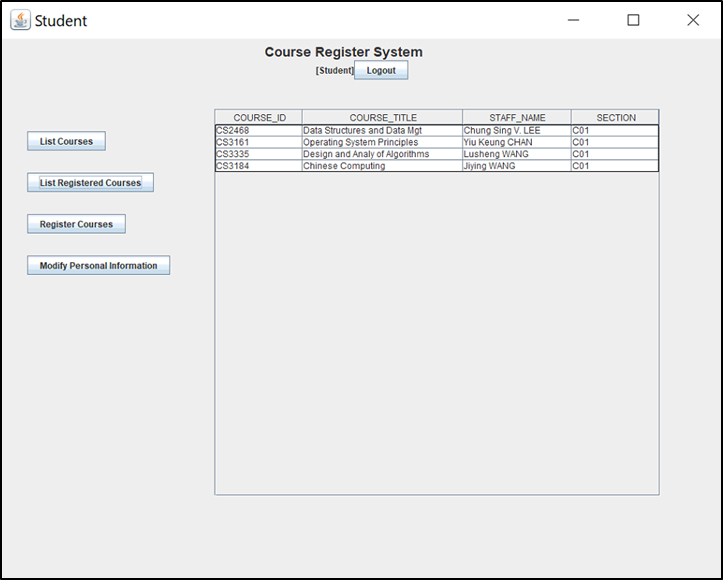 Student
Course Register System
[Student] Logout
List Courses
List Registered Courses
Register Courses
Modify Personal Information
COURSE_ID COURSE_TITLE STAFF_NAME SECTION
CS2468 Data Structures and Data Mgt Chung Sing V. LEE C01
CS3161 Operating System Principles Yiu Keung CHAN C01
CS3335 Design and Analy of Algorithms Lusheng WANG C01
CS3184 Chinese Computing Jiying WANG C01